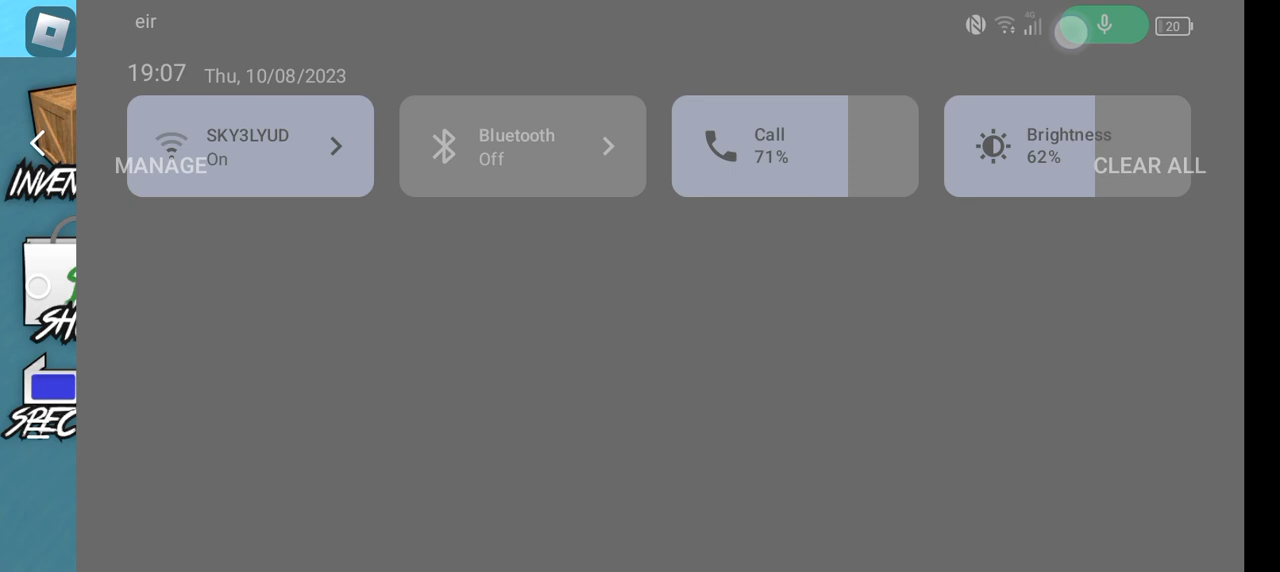 eir
4G
20
19:07 Thu, 10/08/2023
SKY3LYUD
On
Bluetooth
Off
Call
71%
Brightness
62%
MANAGE
CLEAR ALL
INVEN
SH
SPEC